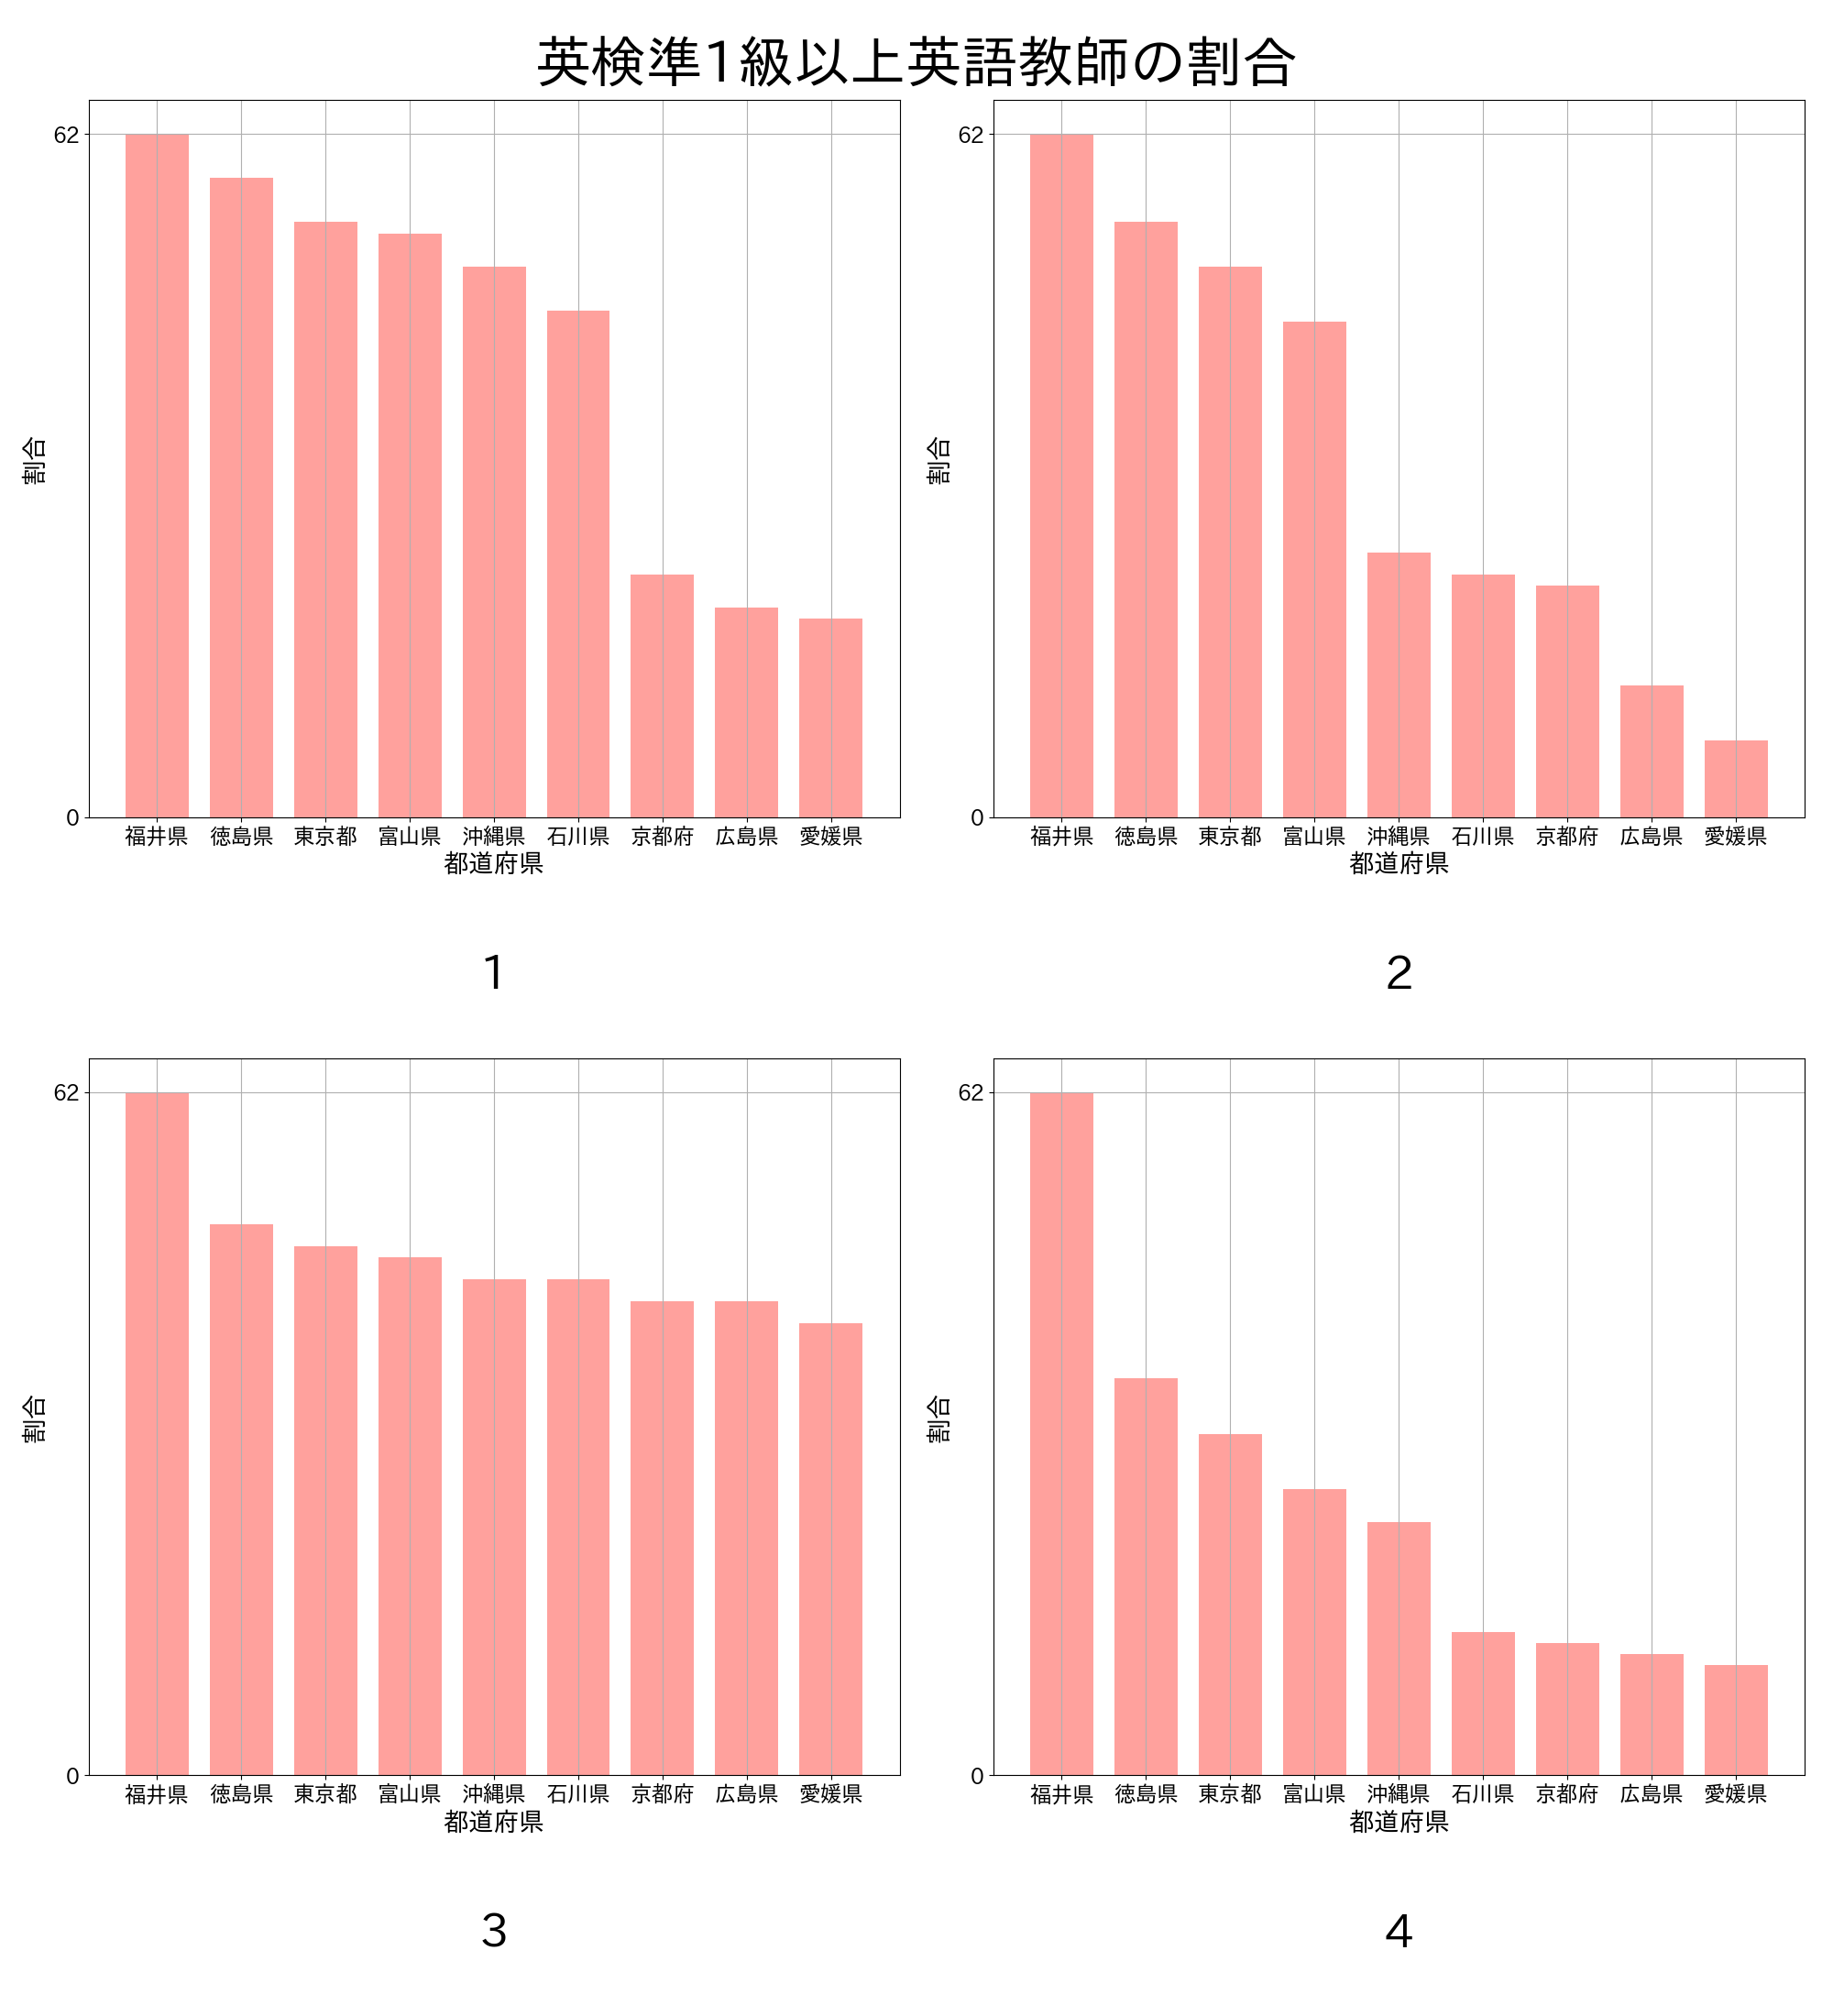 英検準1級以上英語教師の割合
62
0
割合
福井県 徳島県 東京都 富山県 沖縄県 石川県 京都府 広島県 愛媛県
都道府県
1
62
0
割合
福井県 徳島県 東京都 富山県 沖縄県 石川県 京都府 広島県 愛媛県
都道府県
2
62
0
割合
福井県 徳島県 東京都 富山県 沖縄県 石川県 京都府 広島県 愛媛県
都道府県
3
62
0
割合
福井県 徳島県 東京都 富山県 沖縄県 石川県 京都府 広島県 愛媛県
都道府県
4